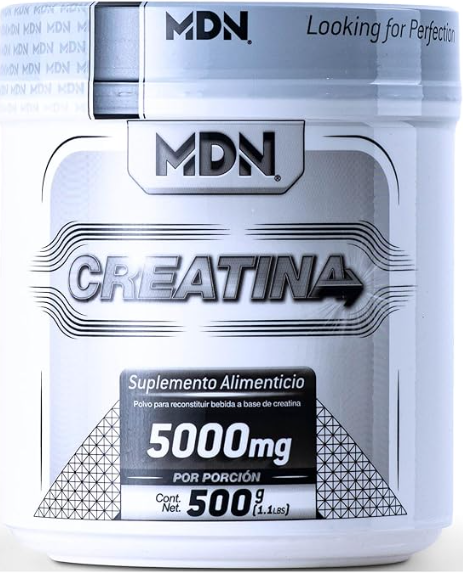 MDN®
Looking for Perfection
MDN®
CREATINA
Suplemento Alimenticio
Polvo para reconstituir bebida a base de creatina
5000mg
POR PORCIÓN
Cont. Net. 500g (1.1LBS)